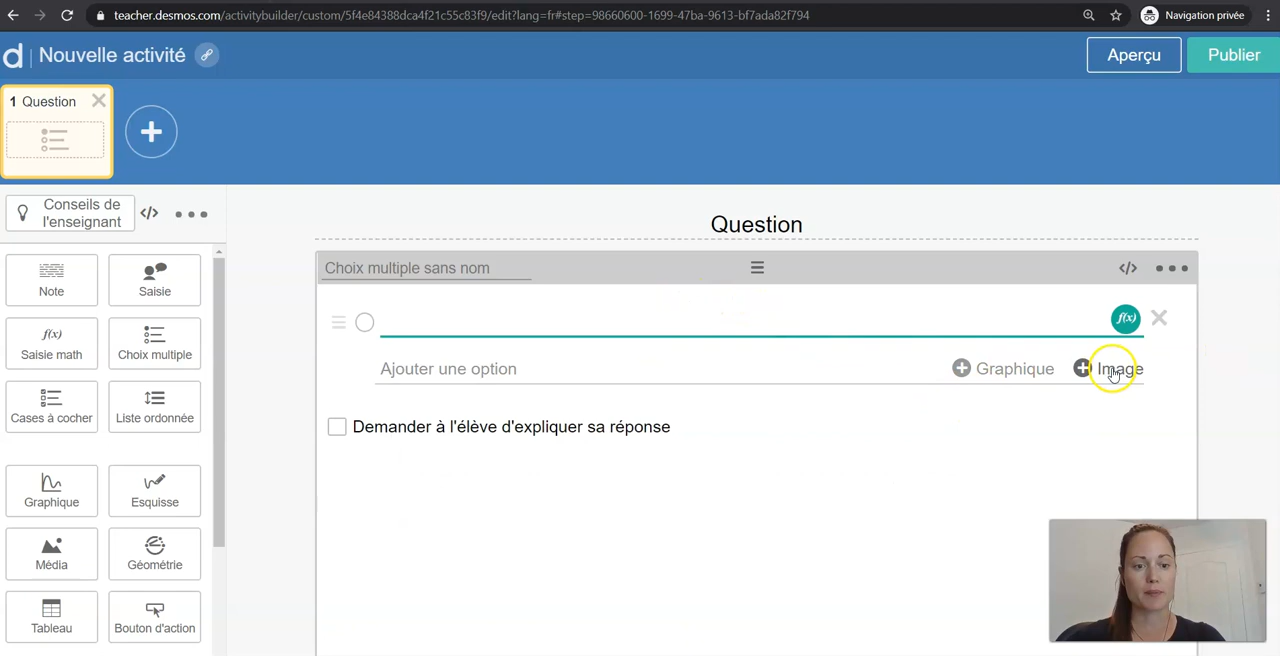 teacher.desmos.com/activitybuilder/custom/5f4e84388dca4f21c55c83f9/edit?lang=fr#step=98660600-1699-47ba-9613-bf7ada82f794
Navigation privée
d | Nouvelle activité
Aperçu
Publier
1 Question
Conseils de
l'enseignant
Question
Note
Saisie
Choix multiple sans nom
f(x)
Saisie math
Choix multiple
f(x)
Ajouter une option
Graphique
Image
Cases à cocher
Liste ordonnée
Demander à l'élève d'expliquer sa réponse
Graphique
Esquisse
Média
Géométrie
Tableau
Bouton d'action